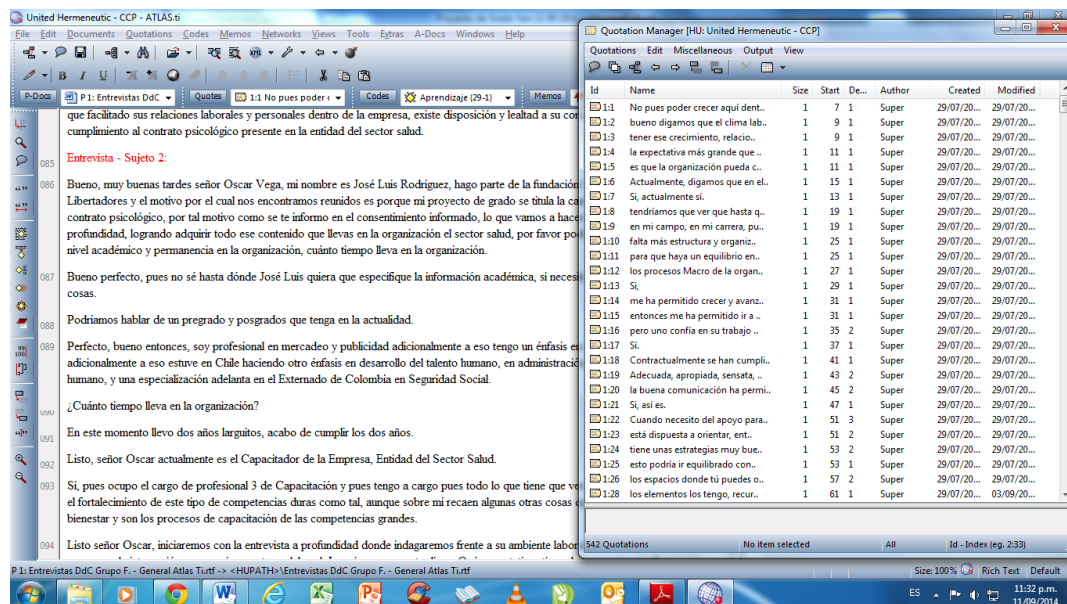 United Hermeneutic - CCP - ATLAS.ti
File Edit Documents Quotations Codes Memos Networks Views Tools Extras A-Docs Windows Help
B I U
P-Docs P 1: Entrevistas DdC Quotes 1:1 No pues poder c Codes Aprendizaje {29-1} Memos
que facilitado sus relaciones laborales y personales dentro de la empresa, existe disposición y lealtad a su
cumplimiento al contrato psicológico presente en la entidad del sector salud.
085 Entrevista - Sujeto 2:
086 Bueno, muy buenas tardes señor Oscar Vega, mi nombre es José Luis Rodriguez, hago parte de la fundación
Libertadores y el motivo por el cual nos encontramos reunidos es porque mi proyecto de grado se titula la
contrato psicológico, por tal motivo como se te informo en el consentimiento informado, lo que vamos a
profundidad, logrando adquirir todo ese contenido que llevas en la organización el sector salud, por favor
nivel académico y permanencia en la organización, cuánto tiempo lleva en la organización.
087 Bueno perfecto, pues no sé hasta dónde José Luis quiera que especifique la información académica, si
cosas.
088 Podriamos hablar de un pregrado y posgrados que tenga en la actualidad.
089 Perfecto, bueno entonces, soy profesional en mercadeo y publicidad adicionalmente a eso tengo un énfasis
adicionalmente a eso estuve en Chile haciendo otro énfasis en desarrollo del talento humano, en
humano, y una especialización adelanta en el Externado de Colombia en Seguridad Social.
090 ¿Cuánto tiempo lleva en la organización?
091 En este momento llevo dos años larguitos, acabo de cumplir los dos años.
092 Listo, señor Oscar actualmente es el Capacitador de la Empresa, Entidad del Sector Salud.
093 Si, pues ocupo el cargo de profesional 3 de Capacitación y pues tengo a cargo pues todo lo que tiene que
el fortalecimiento de este tipo de competencias duras como tal, aunque sobre mi recaen algunas otras cosas
bienestar y son los procesos de capacitación de las competencias grandes.
094 Listo señor Oscar, iniciaremos con la entrevista a profundidad donde indagaremos frente a su ambiente
P 1: Entrevistas DdC Grupo F. - General Atlas Ti.rtf -> <HUPATH>\Entrevistas DdC Grupo F. - General Atlas Ti.rtf
Size: 100% Rich Text Default
Quotation Manager [HU: United Hermeneutic - CCP]
Quotations Edit Miscellaneous Output View
Id Name Size Start De... Author Created Modified
1:1 No pues poder crecer aquí dent.. 1 7 1 Super 29/07/20... 29/07/20...
1:2 bueno digamos que el clima lab.. 1 9 1 Super 29/07/20... 29/07/20...
1:3 tener ese crecimiento, relacio.. 1 9 1 Super 29/07/20... 29/07/20...
1:4 la expectativa más grande que .. 1 11 1 Super 29/07/20... 29/07/20...
1:5 es que la organización pueda c.. 1 11 1 Super 29/07/20... 29/07/20...
1:6 Actualmente, digamos que en el.. 1 15 1 Super 29/07/20... 29/07/20...
1:7 Si, actualmente sí. 1 13 1 Super 29/07/20... 29/07/20...
1:8 tendríamos que ver que hasta q.. 1 19 1 Super 29/07/20... 29/07/20...
1:9 en mi campo, en mi carrera, pu.. 1 19 1 Super 29/07/20... 29/07/20...
1:10 falta más estructura y organiz.. 1 25 1 Super 29/07/20... 29/07/20...
1:11 para que haya un equilibrio en.. 1 25 1 Super 29/07/20... 29/07/20...
1:12 los procesos Macro de la organ.. 1 27 1 Super 29/07/20... 29/07/20...
1:13 Si, 1 29 1 Super 29/07/20... 29/07/20...
1:14 me ha permitido crecer y avanz.. 1 31 1 Super 29/07/20... 29/07/20...
1:15 entonces me ha permitido ir a .. 1 31 1 Super 29/07/20... 29/07/20...
1:16 pero uno confía en su trabajo .. 1 35 2 Super 29/07/20... 29/07/20...
1:17 Sí. 1 37 1 Super 29/07/20... 29/07/20...
1:18 Contractualmente se han cumpli.. 1 41 1 Super 29/07/20... 29/07/20...
1:19 Adecuada, apropiada, sensata, .. 1 43 2 Super 29/07/20... 29/07/20...
1:20 la buena comunicación ha permi.. 1 45 2 Super 29/07/20... 29/07/20...
1:21 Si, así es. 1 47 1 Super 29/07/20... 29/07/20...
1:22 Cuando necesito del apoyo para.. 1 51 3 Super 29/07/20... 29/07/20...
1:23 está dispuesta a orientar, ent.. 1 51 2 Super 29/07/20... 29/07/20...
1:24 tiene unas estrategias muy bue.. 1 53 2 Super 29/07/20... 29/07/20...
1:25 esto podría ir equilibrado con.. 1 53 1 Super 29/07/20... 29/07/20...
1:26 los espacios donde tú puedes o.. 1 57 2 Super 29/07/20... 29/07/20...
1:28 los elementos los tengo, recur.. 1 61 1 Super 29/07/20... 03/09/20...
542 Quotations No item selected All Id - Index (eg. 2:33)
ES 11:32 p.m.
11/09/2014